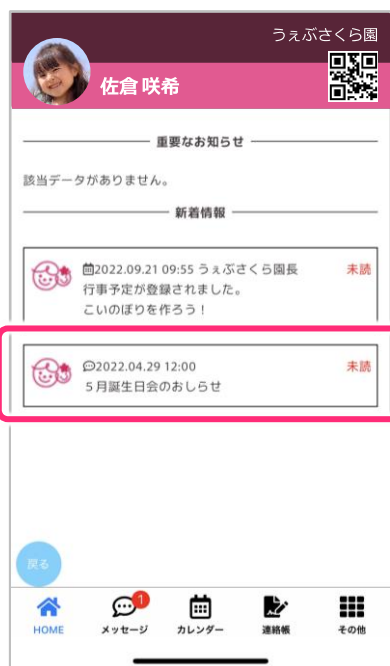 うぇぶさくら園
佐倉 咲希
重要なお知らせ
該当データがありません。
新着情報
2022.09.21 09:55 うぇぶさくら園長 未読
行事予定が登録されました。
こいのぼりを作ろう！
2022.04.29 12:00 未読
５月誕生日会のおしらせ
戻る
1
HOME メッセージ カレンダー 連絡帳 その他